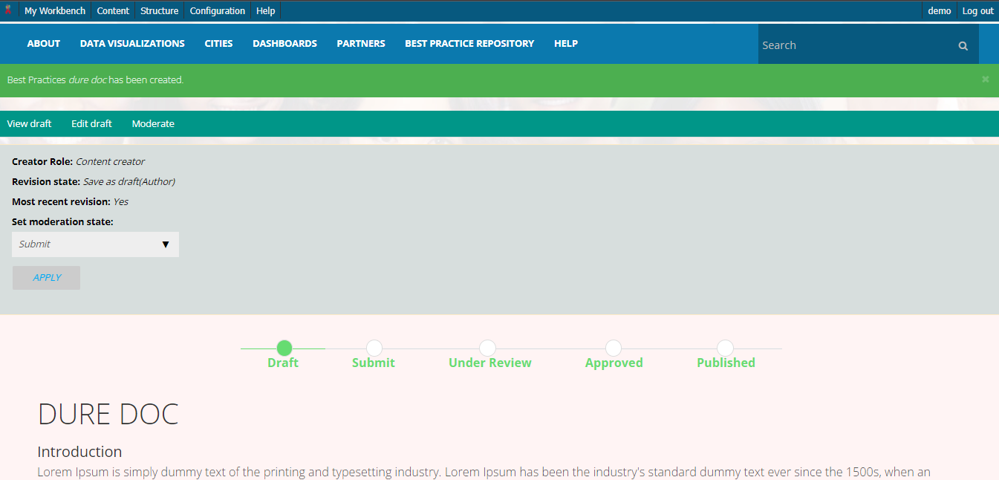 My Workbench Content Structure Configuration Help demo Log out
ABOUT DATA VISUALIZATIONS CITIES DASHBOARDS PARTNERS BEST PRACTICE REPOSITORY HELP Search
Best Practices dure doc has been created.
View draft Edit draft Moderate
Creator Role: Content creator
Revision state: Save as draft(Author)
Most recent revision: Yes
Set moderation state:
Submit
APPLY
Draft Submit Under Review Approved Published
DURE DOC
Introduction
Lorem Ipsum is simply dummy text of the printing and typesetting industry. Lorem Ipsum has been the industry's standard dummy text ever since the 1500s, when an